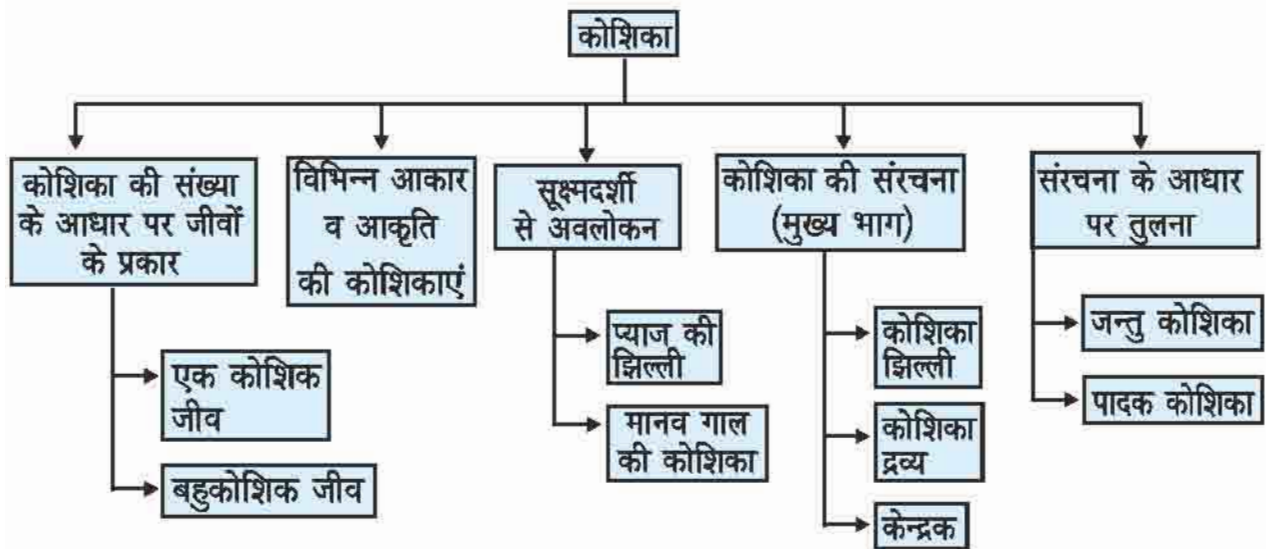 कोशिका
कोशिका की संख्या
के आधार पर जीवों
के प्रकार
एक कोशिक
जीव
बहुकोशिक जीव
विभिन्न आकार
व आकृति
की कोशिकाएं
सूक्ष्मदर्शी
से अवलोकन
प्याज की
झिल्ली
मानव गाल
की कोशिका
कोशिका की संरचना
(मुख्य भाग)
कोशिका
झिल्ली
कोशिका
द्रव्य
केन्द्रक
संरचना के आधार
पर तुलना
जन्तु कोशिका
पादक कोशिका